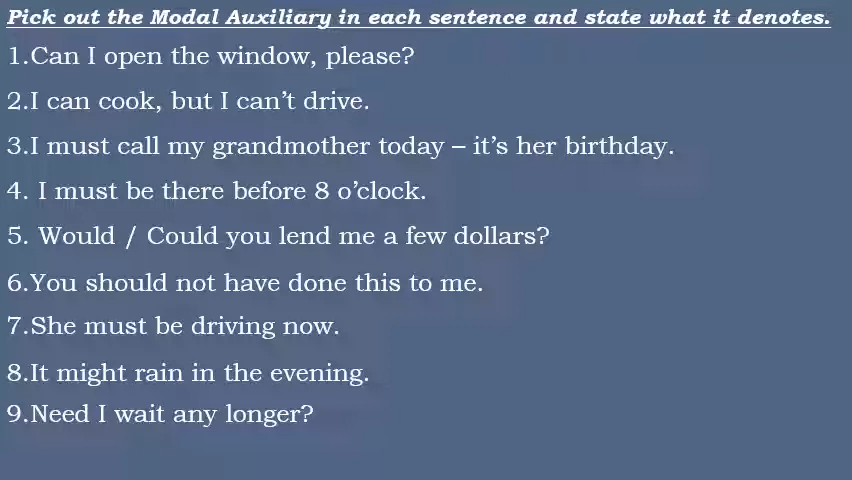 Pick out the Modal Auxiliary in each sentence and state what it denotes.
1.Can I open the window, please?
2.I can cook, but I can’t drive.
3.I must call my grandmother today – it’s her birthday.
4. I must be there before 8 o’clock.
5. Would / Could you lend me a few dollars?
6.You should not have done this to me.
7.She must be driving now.
8.It might rain in the evening.
9.Need I wait any longer?